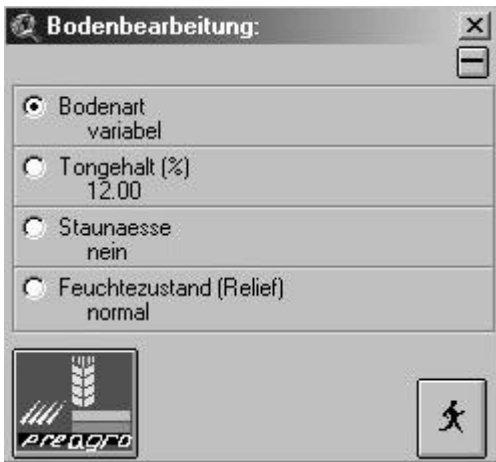 Bodenbearbeitung:
Bodenart
variabel
Tongehalt (%)
12.00
Staunaesse
nein
Feuchtezustand (Relief)
normal
preagro